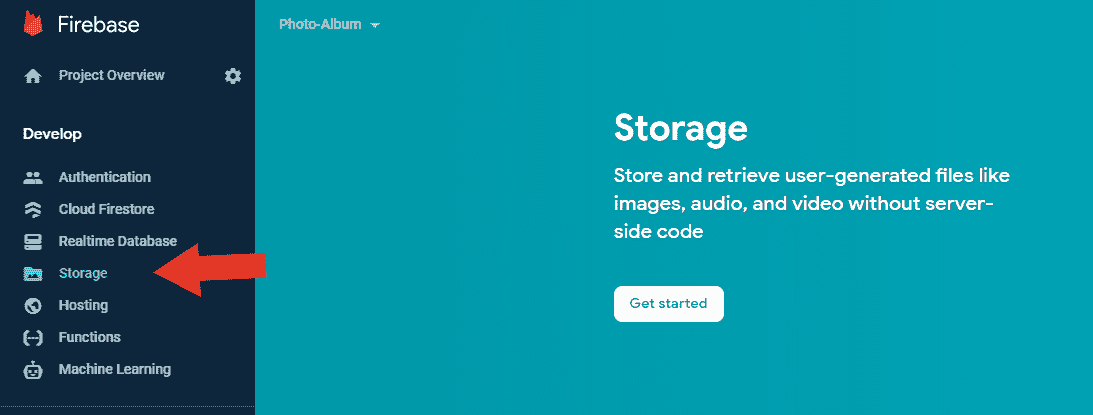 Firebase
Photo-Album
Project Overview
Develop
Authentication
Cloud Firestore
Realtime Database
Storage
Hosting
Functions
Machine Learning
Storage
Store and retrieve user-generated files like
images, audio, and video without server-
side code
Get started